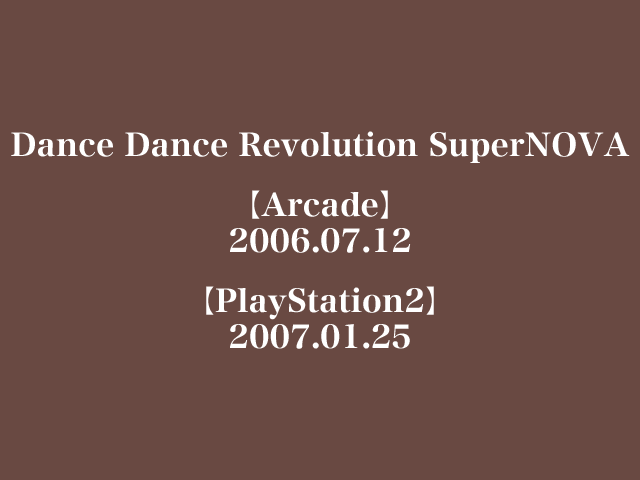 Dance Dance Revolution SuperNOVA
【Arcade】
2006.07.12
【PlayStation2】
2007.01.25